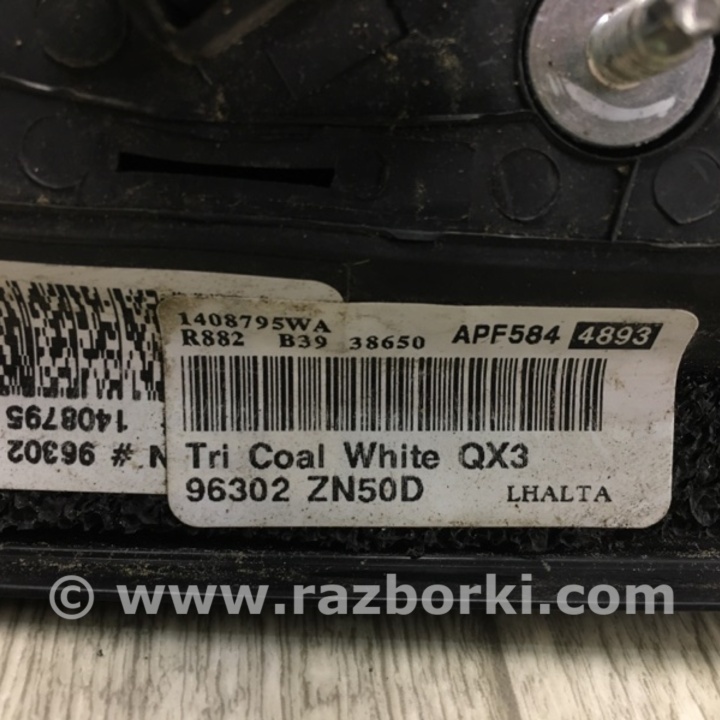 1408795WA
R882 B39 38650 APF584 4893
Tri Coal White QX3
96302 ZN50D LHALTA
1408795
N # 96302
© www.razborki.com